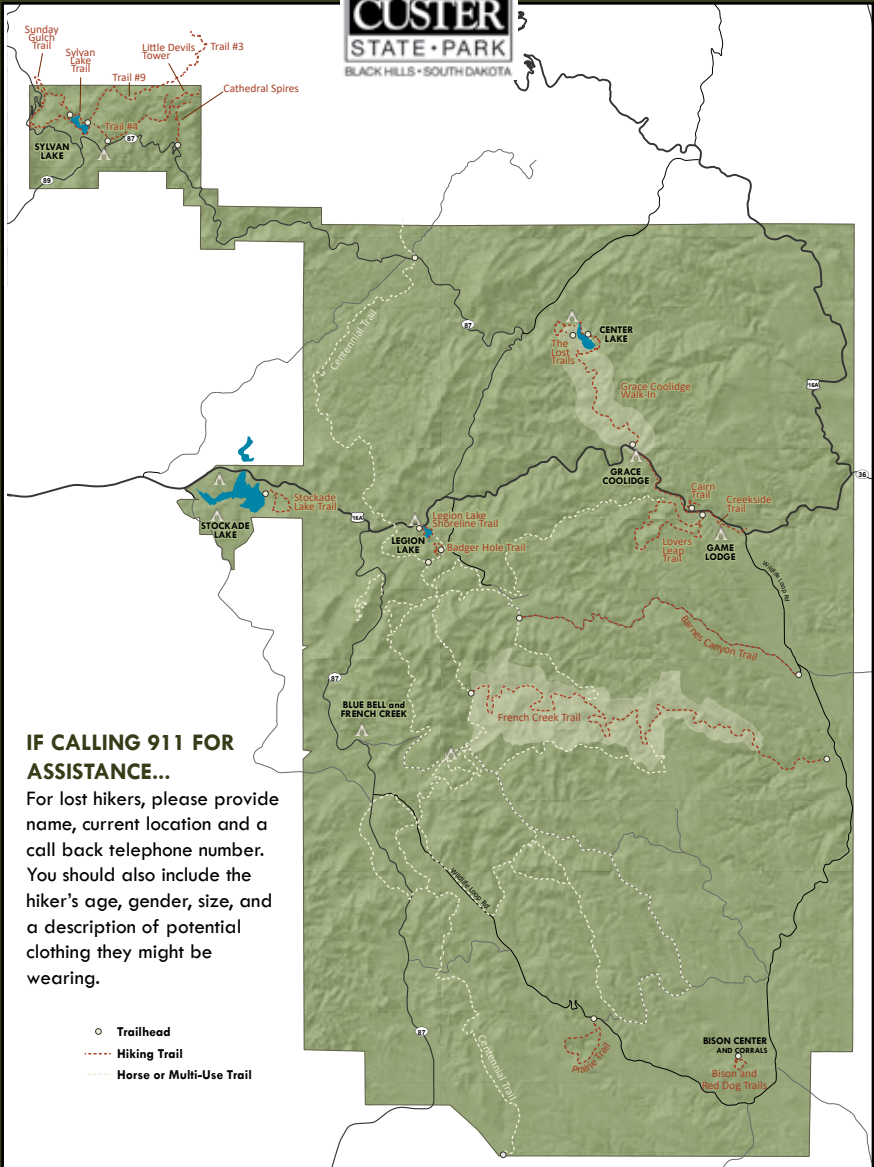 CUSTER
STATE • PARK
BLACK HILLS • SOUTH DAKOTA
Sunday
Gulch
Trail
Sylvan
Lake
Trail
Little Devils
Tower
Trail #3
Trail #9
Cathedral Spires
Trail #4
87
SYLVAN
LAKE
89
Centennial Trail
87
CENTER
LAKE
The
Lost
Trails
Grace Coolidge
Walk-In
16A
GRACE
COOLIDGE
36
Cairn
Trail
Creekside
Trail
Stockade
Lake Trail
STOCKADE
LAKE
16A
Legion Lake
Shoreline Trail
LEGION
LAKE
Badger Hole Trail
Lovers
Leap
Trail
GAME
LODGE
Wildlife Loop Rd
Barnes Canyon Trail
87
BLUE BELL and
FRENCH CREEK
French Creek Trail
IF CALLING 911 FOR
ASSISTANCE...
For lost hikers, please provide
name, current location and a
call back telephone number.
You should also include the
hiker's age, gender, size, and
a description of potential
clothing they might be
wearing.
Wildlife Loop Rd
Trailhead
Hiking Trail
Horse or Multi-Use Trail
87
Centennial Trail
Prairie Trail
BISON CENTER
AND CORRALS
Bison and
Red Dog Trails